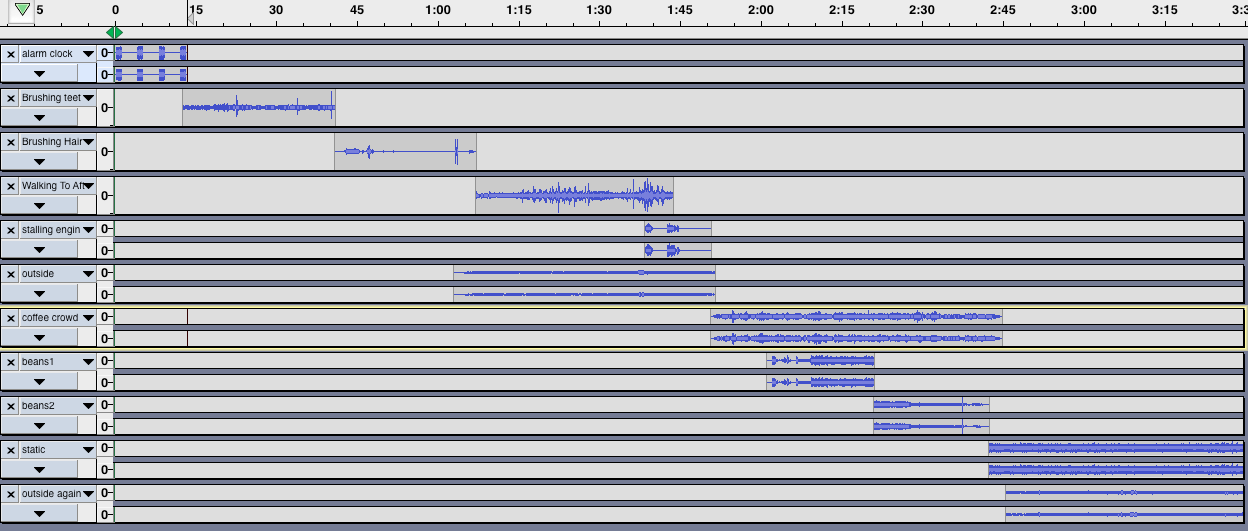 5 0 15 30 45 1:00 1:15 1:30 1:45 2:00 2:15 2:30 2:45 3:00 3:15 3:3
× alarm clock 0-
0-
× Brushing teet 0-
× Brushing Hair 0-
× Walking To Aft 0-
× stalling engin 0-
0-
× outside 0-
0-
× coffee crowd 0-
0-
× beans1 0-
0-
× beans2 0-
0-
× static 0-
0-
× outside again 0-
0-